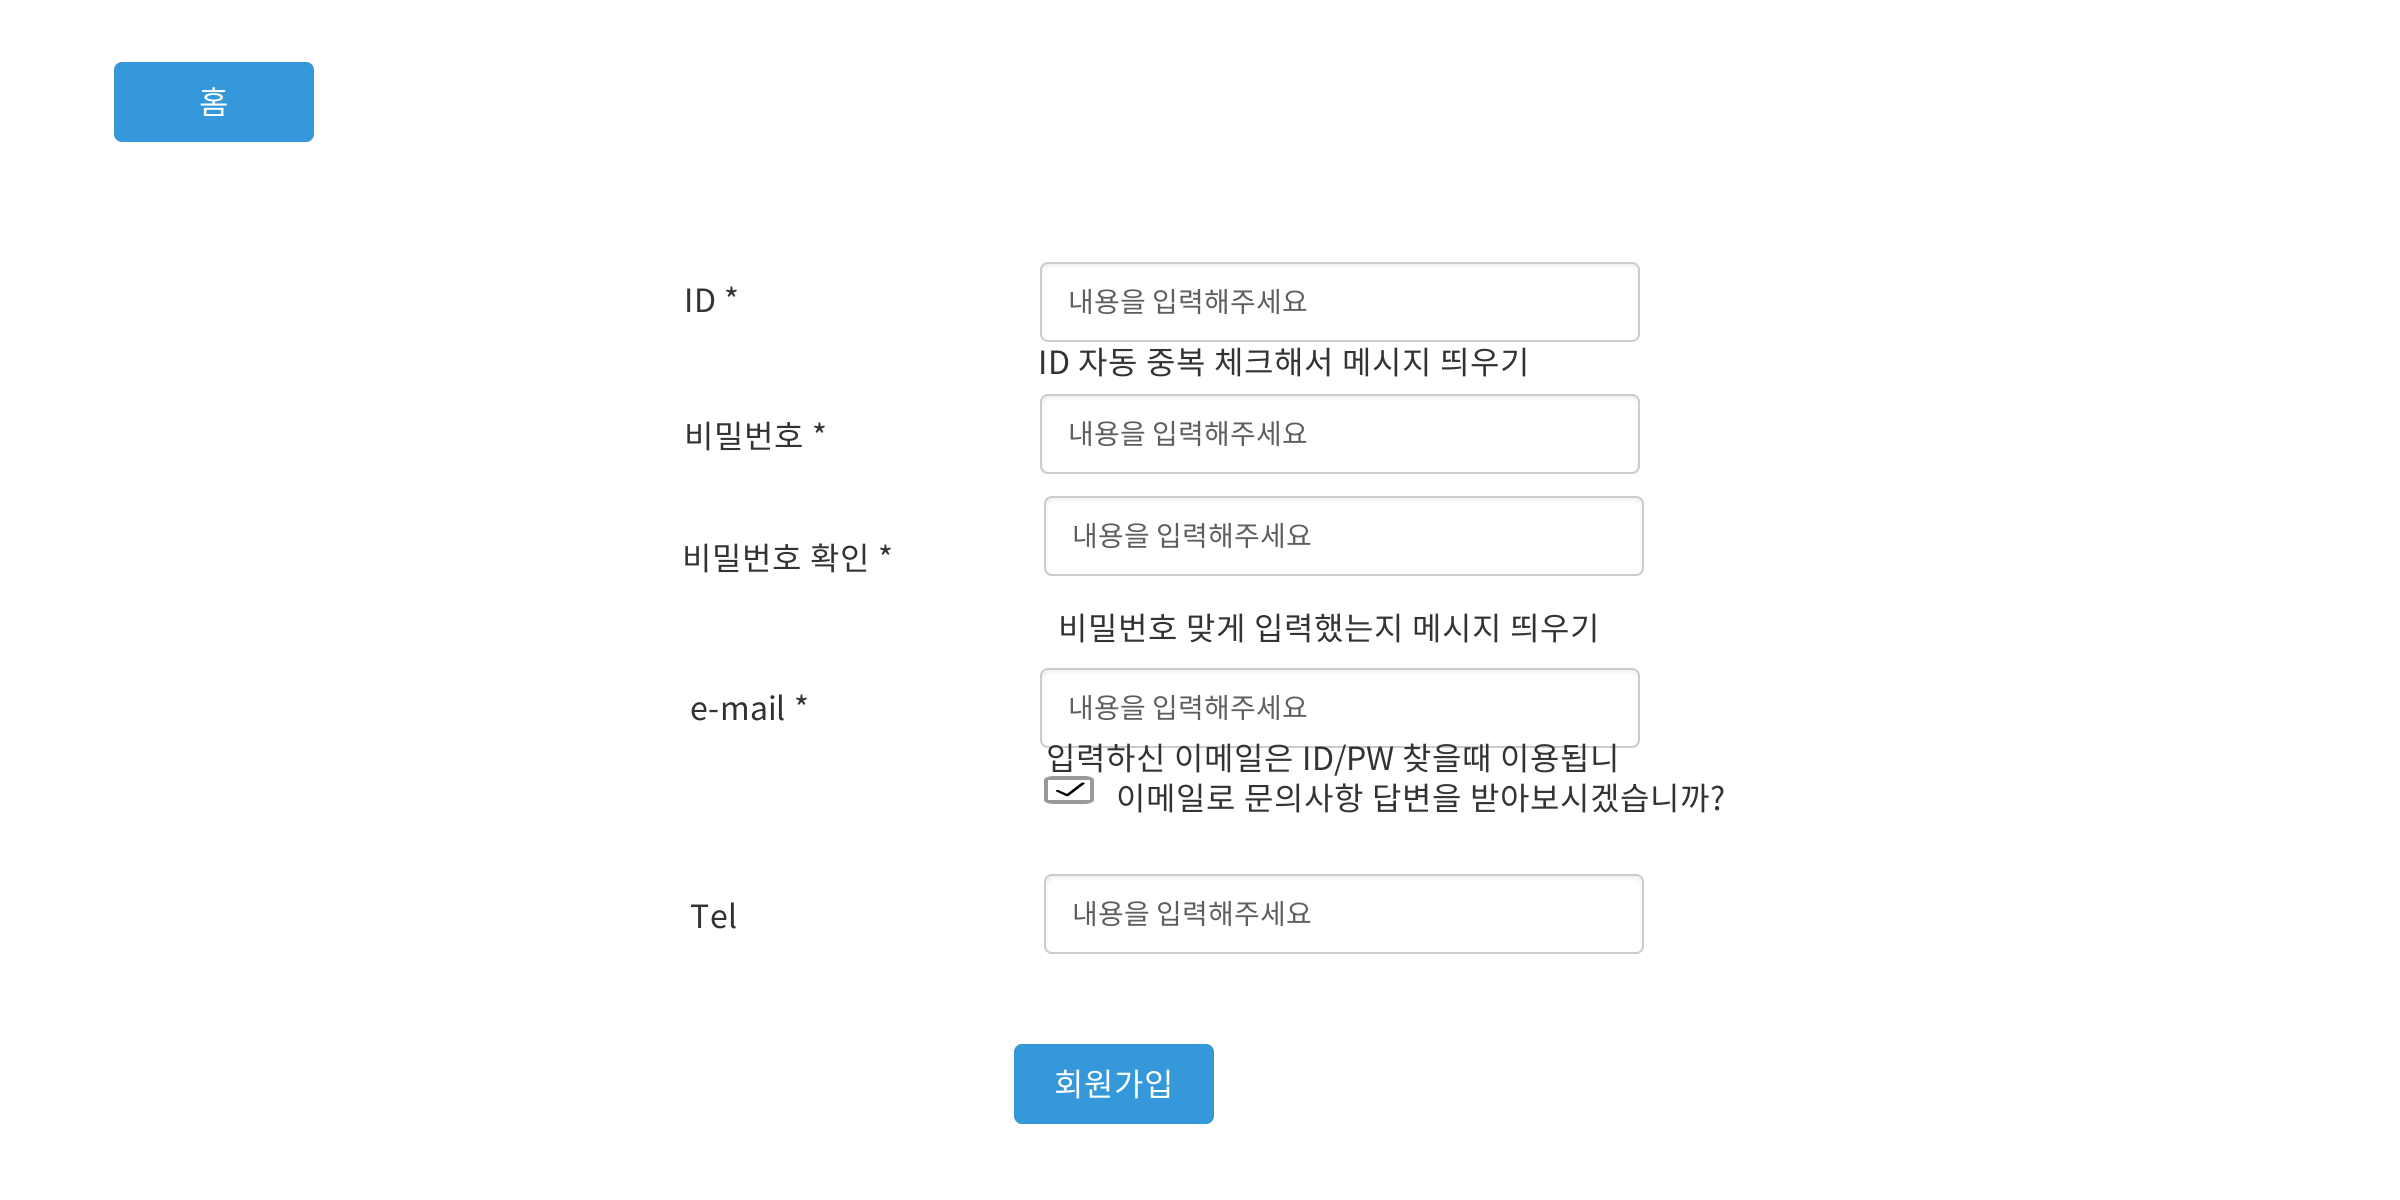 홈
ID *
내용을 입력해주세요
ID 자동 중복 체크해서 메시지 띄우기
비밀번호 *
내용을 입력해주세요
비밀번호 확인 *
내용을 입력해주세요
비밀번호 맞게 입력했는지 메시지 띄우기
e-mail *
내용을 입력해주세요
입력하신 이메일은 ID/PW 찾을때 이용됩니
이메일로 문의사항 답변을 받아보시겠습니까?
Tel
내용을 입력해주세요
회원가입